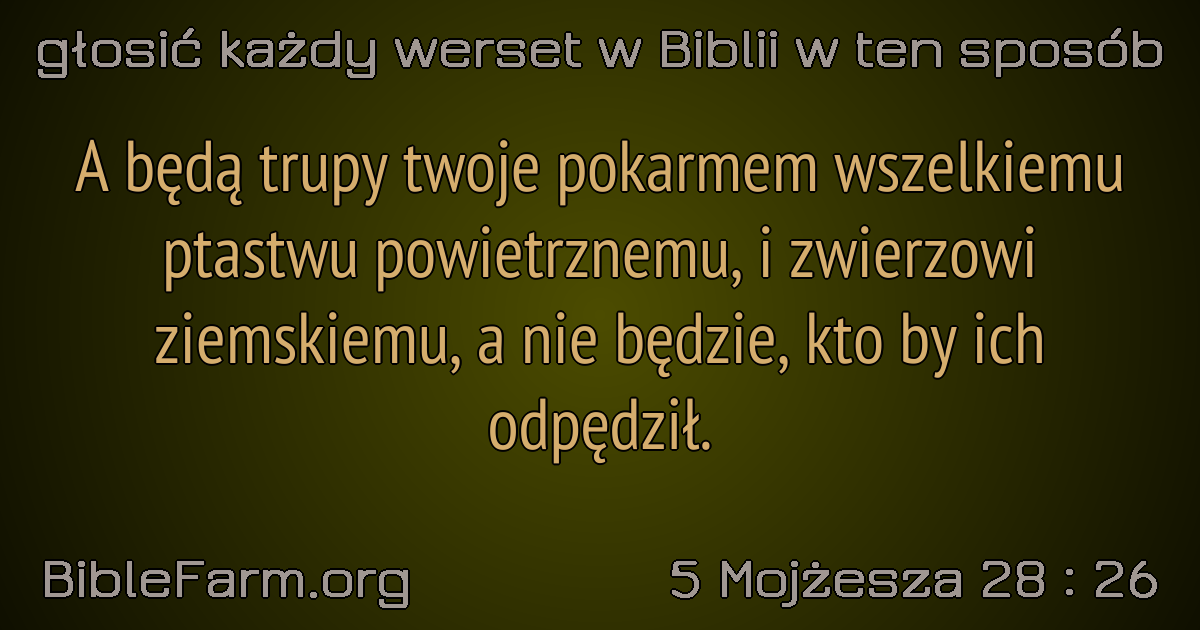 głosić każdy werset w Biblii w ten sposób
A będą trupy twoje pokarmem wszelkiemu
ptastwu powietrznemu, i zwierzowi
ziemskiemu, a nie będzie, kto by ich
odpędził.
BibleFarm.org
5 Mojżesza 28 : 26